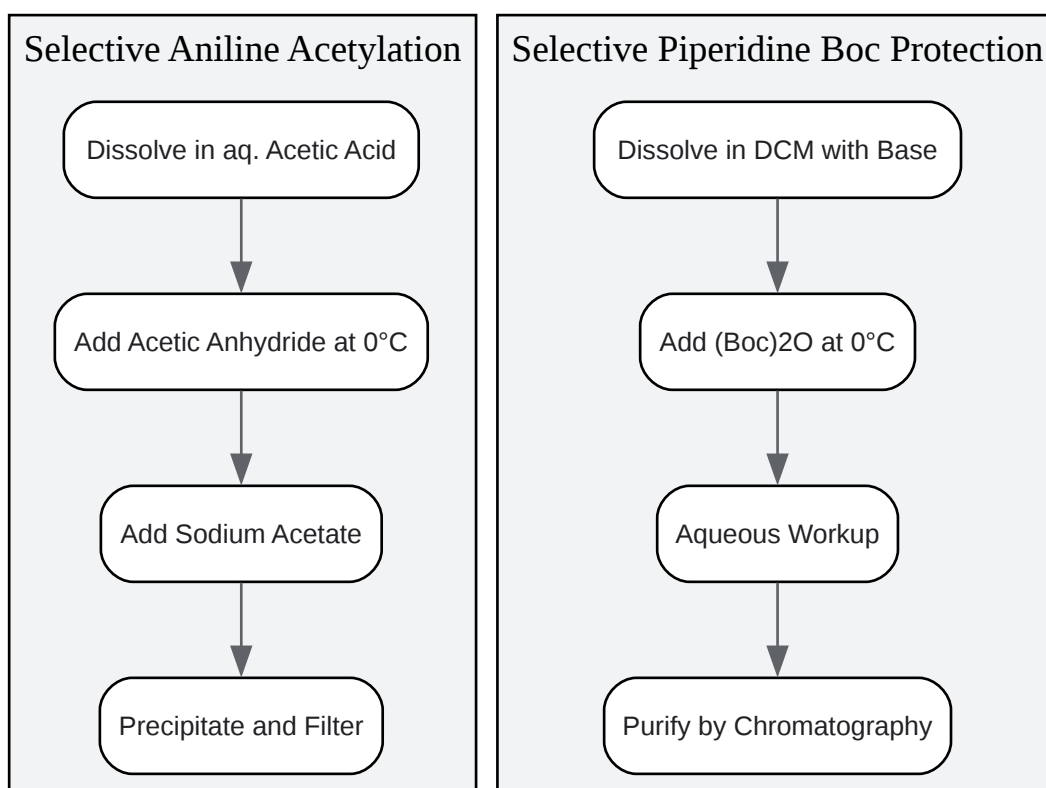 Selective Aniline Acetylation
Dissolve in aq. Acetic Acid
Add Acetic Anhydride at 0°C
Add Sodium Acetate
Precipitate and Filter
Selective Piperidine Boc Protection
Dissolve in DCM with Base
Add (Boc)2O at 0°C
Aqueous Workup
Purify by Chromatography